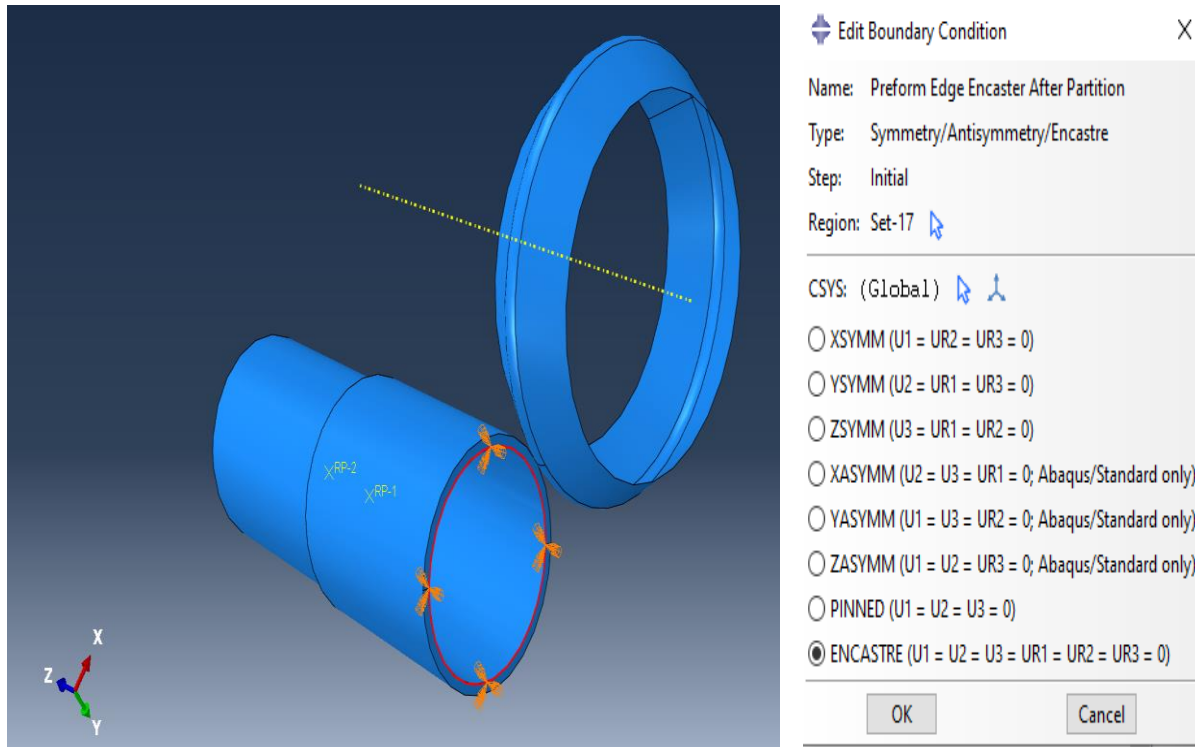 RP-2
RP-1
X
Z
Y
Edit Boundary Condition
Name: Preform Edge Encaster After Partition
Type: Symmetry/Antisymmetry/Encastre
Step: Initial
Region: Set-17
CSYS: (Global)
XSYMM (U1 = UR2 = UR3 = 0)
YSYMM (U2 = UR1 = UR3 = 0)
ZSYMM (U3 = UR1 = UR2 = 0)
XASYMM (U2 = U3 = UR1 = 0; Abaqus/Standard only)
YASYMM (U1 = U3 = UR2 = 0; Abaqus/Standard only)
ZASYMM (U1 = U2 = UR3 = 0; Abaqus/Standard only)
PINNED (U1 = U2 = U3 = 0)
ENCASTRE (U1 = U2 = U3 = UR1 = UR2 = UR3 = 0)
OK Cancel